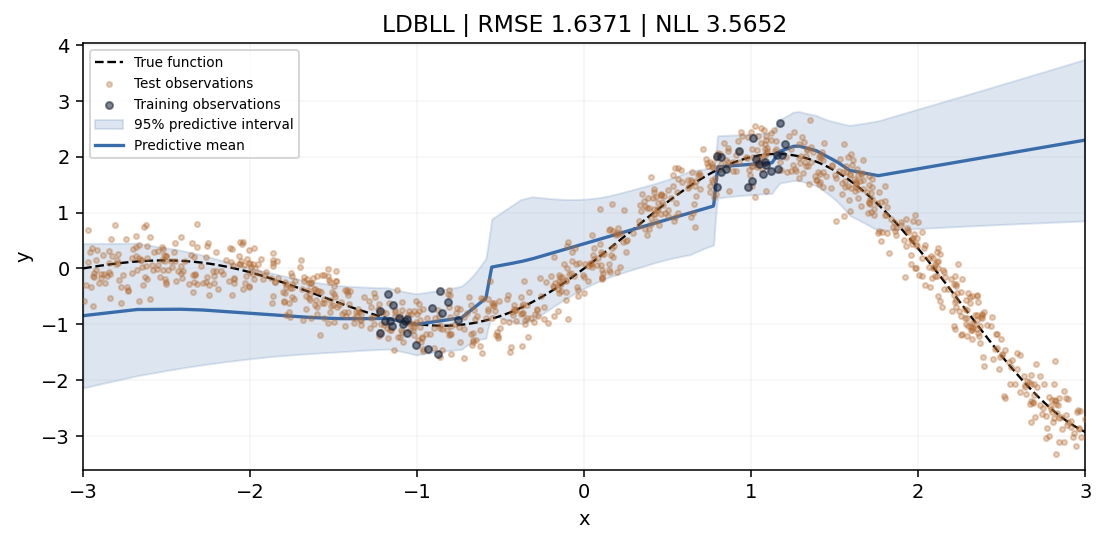 LDBLL | RMSE 1.6371 | NLL 3.5652
True function
Test observations
Training observations
95% predictive interval
Predictive mean
y
4
3
2
1
0
−1
−2
−3
−3
−2
−1
0
1
2
3
x